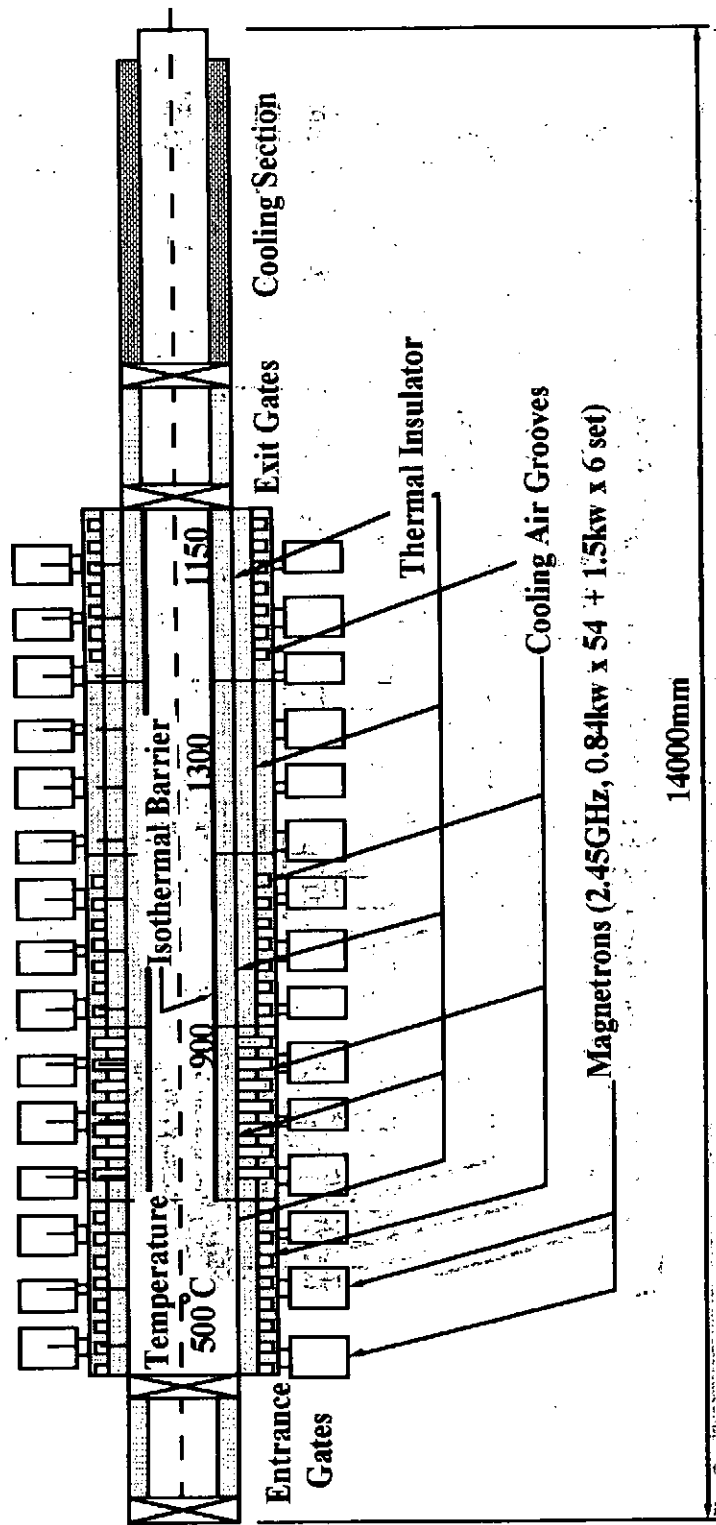 Temperature
500°C
900
Isothermal Barrier
1300
1150
Entrance
Gates
Exit Gates
Cooling Section
Thermal Insulator
Cooling Air Grooves
Magnetrons (2.45GHz, 0.84kw x 54 + 1.5kw x 6 set)
14000mm